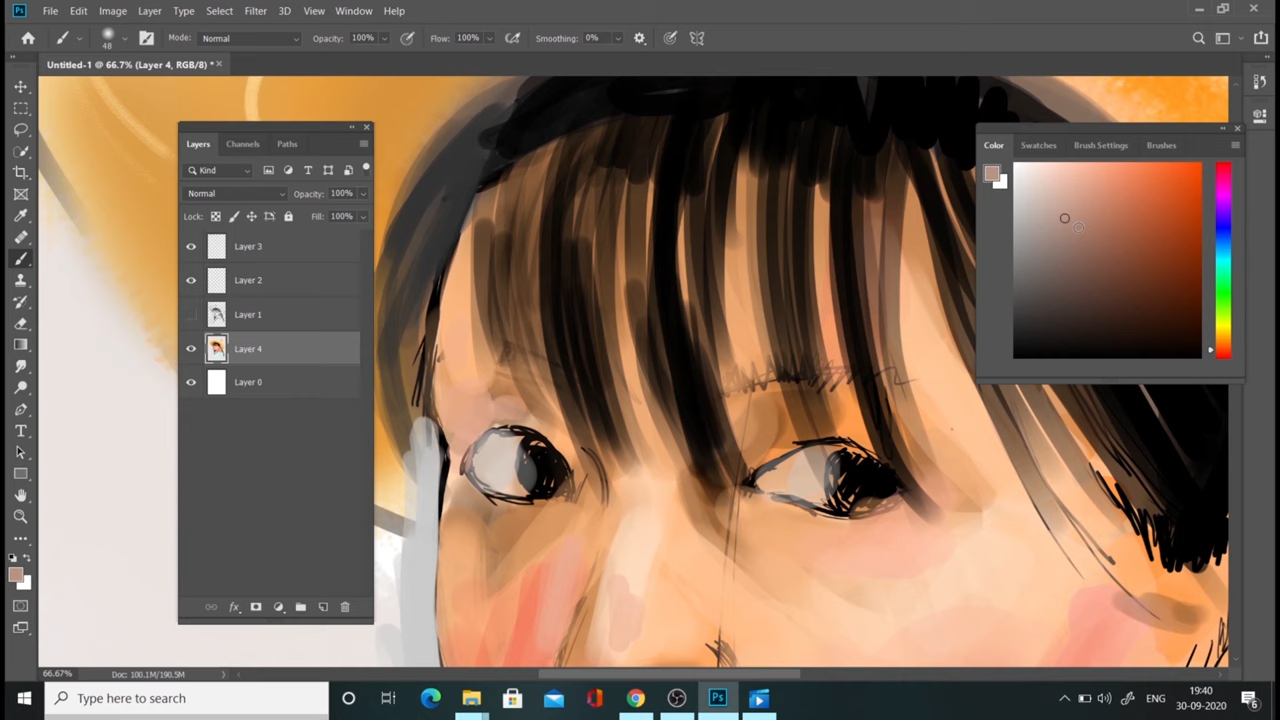 Ps File Edit Image Layer Type Select Filter 3D View Window Help
48 Mode: Normal Opacity: 100% Flow: 100% Smoothing: 0%
Untitled-1 @ 66.7% (Layer 4, RGB/8) *
Layers Channels Paths
Kind
Normal Opacity: 100%
Lock: Fill: 100%
Layer 3
Layer 2
Layer 1
Layer 4
Layer 0
fx
Color Swatches Brush Settings Brushes
66.67% Doc: 100.1M/190.5M
Type here to search
Ps
ENG
19:40
30-09-2020
6